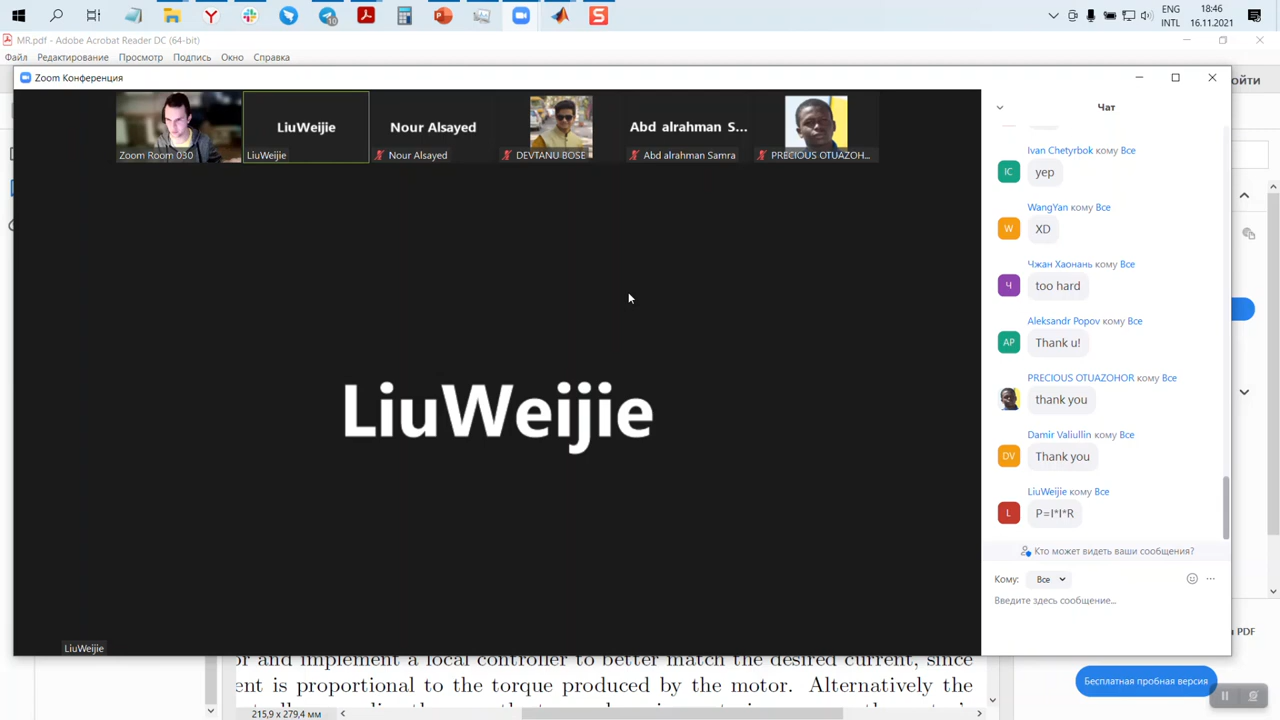 ENG
18:46
INTL
16.11.2021
10
MR.pdf - Adobe Acrobat Reader DC (64-bit)
Файл Редактирование Просмотр Подпись Окно Справка
ойти
Zoom Конференция
LiuWeijie
Nour Alsayed
Abd alrahman S...
Zoom Room 030
LiuWeijie
Nour Alsayed
DEVTANU BOSE
Abd alrahman Samra
PRECIOUS OTUAZOH...
LiuWeijie
LiuWeijie
Чат
Ivan Chetyrbok кому Все
IC
yep
WangYan кому Все
W
XD
Чжан Хаонань кому Все
Ч
too hard
Aleksandr Popov кому Все
AP
Thank u!
PRECIOUS OTUAZOHOR кому Все
thank you
Damir Valiullin кому Все
DV
Thank you
LiuWeijie кому Все
L
P=I*I*R
Кто может видеть ваши сообщения?
Кому: Все
Введите здесь сообщение...
PDF
Бесплатная пробная версия
or and implement a local controller to better match the desired current, since
ent is proportional to the torque produced by the motor. Alternatively the
215,9 x 279,4 мм